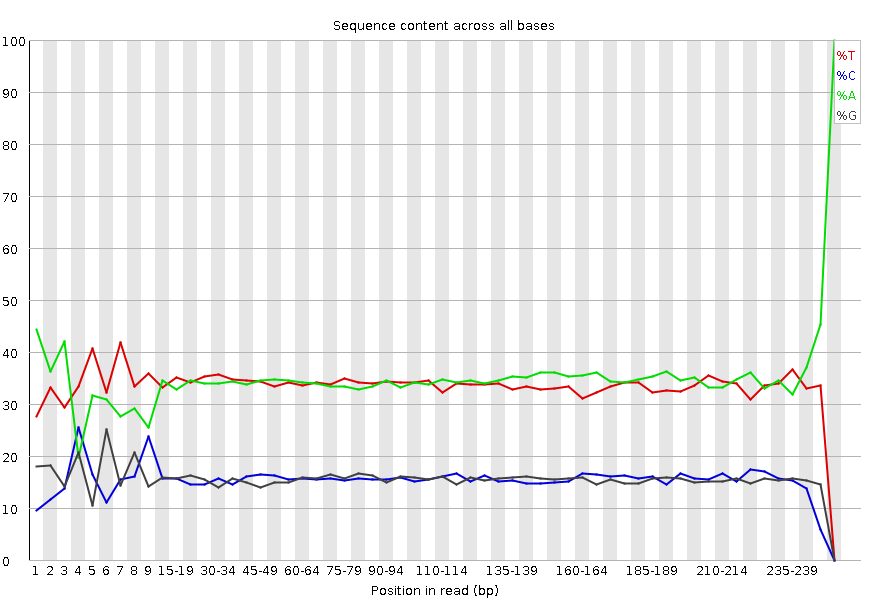 Sequence content across all bases
100
90
80
70
60
50
40
30
20
10
0
%T
%C
%A
%G
1 2 3 4 5 6 7 8 9 15-19 30-34 45-49 60-64 75-79 90-94 110-114 135-139 160-164 185-189 210-214 235-239
Position in read (bp)